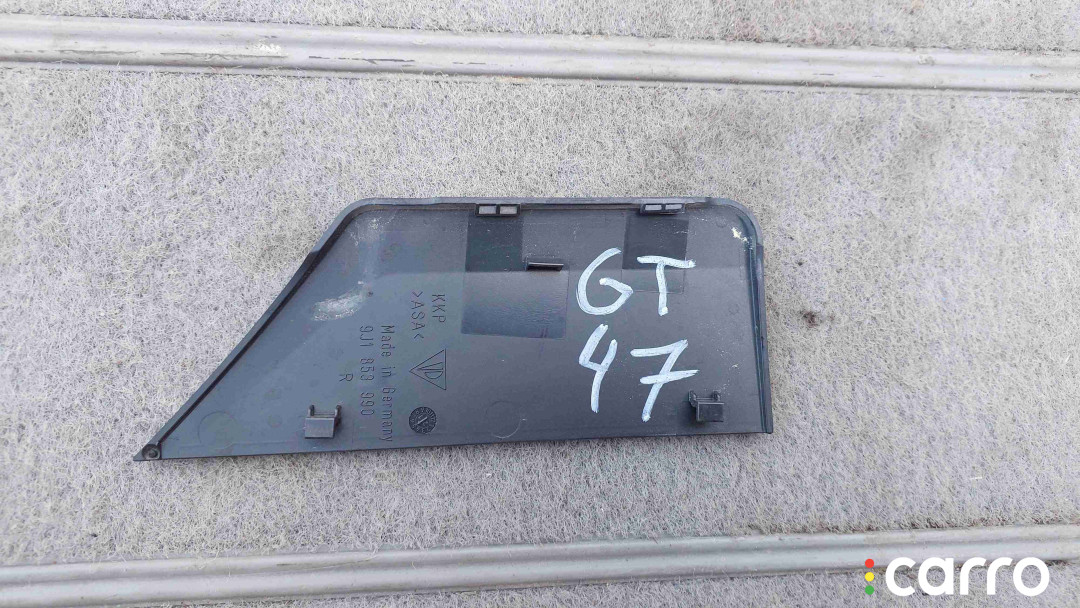 GT
47
KKP
>ASA<
Made in Germany
9J1 853 990
R
carro